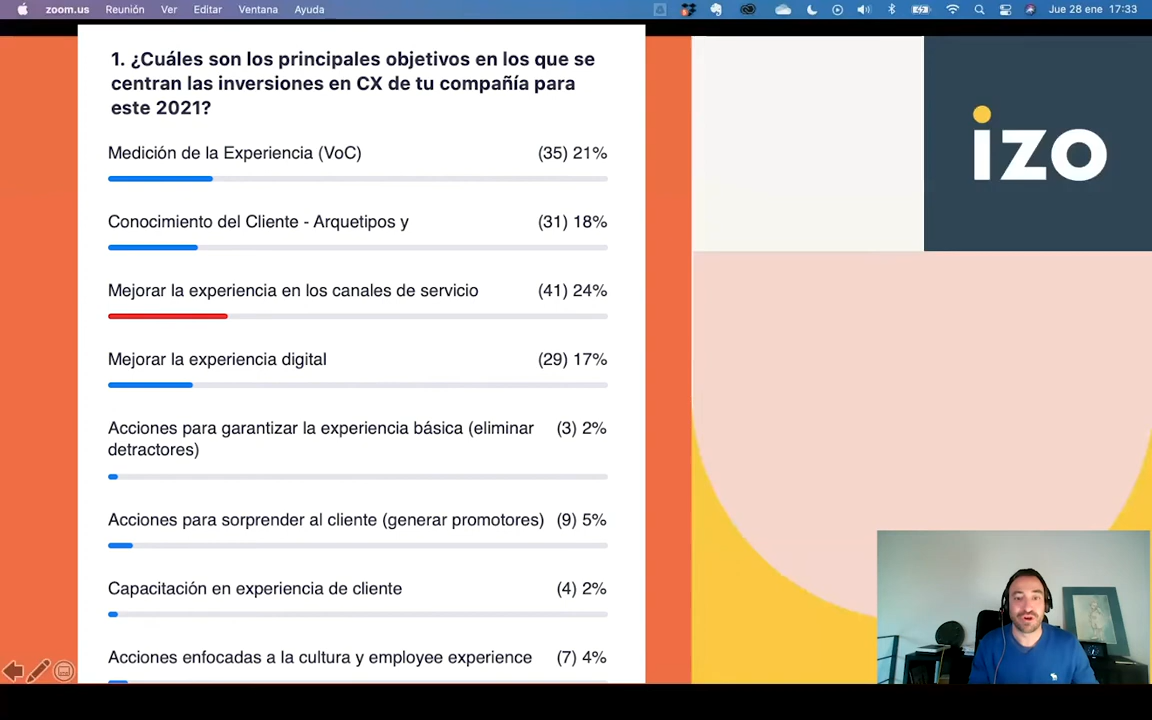 zoom.us Reunión Ver Editar Ventana Ayuda Jue 28 ene 17:33
1. ¿Cuáles son los principales objetivos en los que se
centran las inversiones en CX de tu compañía para
este 2021?
Medición de la Experiencia (VoC) (35) 21%
Conocimiento del Cliente - Arquetipos y (31) 18%
Mejorar la experiencia en los canales de servicio (41) 24%
Mejorar la experiencia digital (29) 17%
Acciones para garantizar la experiencia básica (eliminar (3) 2%
detractores)
Acciones para sorprender al cliente (generar promotores) (9) 5%
Capacitación en experiencia de cliente (4) 2%
Acciones enfocadas a la cultura y employee experience (7) 4%
izo